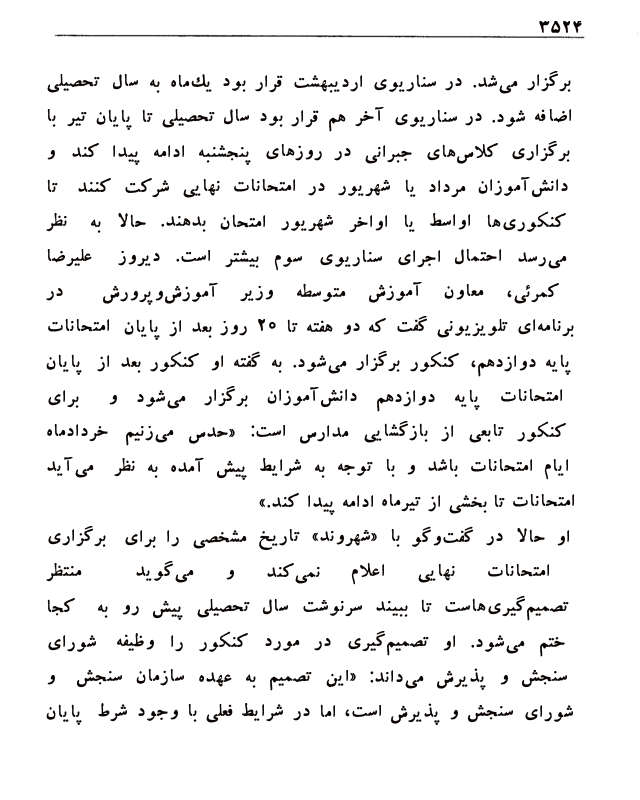 ۳۵۲۴
برگزار می‌شد. در سناریوی اردیبهشت قرار بود یك‌ماه به سال تحصیلی
اضافه شود. در سناریوی آخر هم قرار بود سال تحصیلی تا پایان تیر با
برگزاری کلاس‌های جبرانی در روزهای پنجشنبه ادامه پیدا کند و
دانش‌آموزان مرداد یا شهریور در امتحانات نهایی شرکت کنند تا
کنکوری‌ها اواسط یا اواخر شهریور امتحان بدهند. حالا به نظر
می‌رسد احتمال اجرای سناریوی سوم بیشتر است. دیروز علیرضا
کمرئی، معاون آموزش متوسطه وزیر آموزش‌وپرورش در
برنامه‌ای تلویزیونی گفت که دو هفته تا ۲۰ روز بعد از پایان امتحانات
پایه دوازدهم، کنکور برگزار می‌شود. به گفته او کنکور بعد از پایان
امتحانات پایه دوازدهم دانش‌آموزان برگزار می‌شود و برای
کنکور تابعی از بازگشایی مدارس است: «حدس می‌زنیم خردادماه
ایام امتحانات باشد و با توجه به شرایط پیش آمده به نظر می‌آید
امتحانات تا بخشی از تیرماه ادامه پیدا کند.»
او حالا در گفت‌وگو با «شهروند» تاریخ مشخصی را برای برگزاری
امتحانات نهایی اعلام نمی‌کند و می‌گوید منتظر
تصمیم‌گیری‌هاست تا ببیند سرنوشت سال تحصیلی پیش رو به کجا
ختم می‌شود. او تصمیم‌گیری در مورد کنکور را وظیفه شورای
سنجش و پذیرش می‌داند: «این تصمیم به عهده سازمان سنجش و
شورای سنجش و پذیرش است، اما در شرایط فعلی با وجود شرط پایان